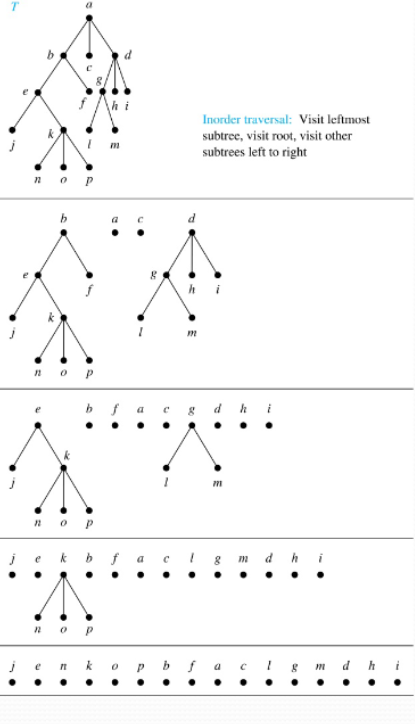 T
a
b
d
c
g
e
f
h i
k
j
l
m
n o p
Inorder traversal: Visit leftmost
subtree, visit root, visit other
subtrees left to right
b a c d
e
f
g
h i
j
k
l m
n o p
e b f a c g d h i
k
j
l m
n o p
j e k b f a c l g m d h i
n o p
j e n k o p b f a c l g m d h i